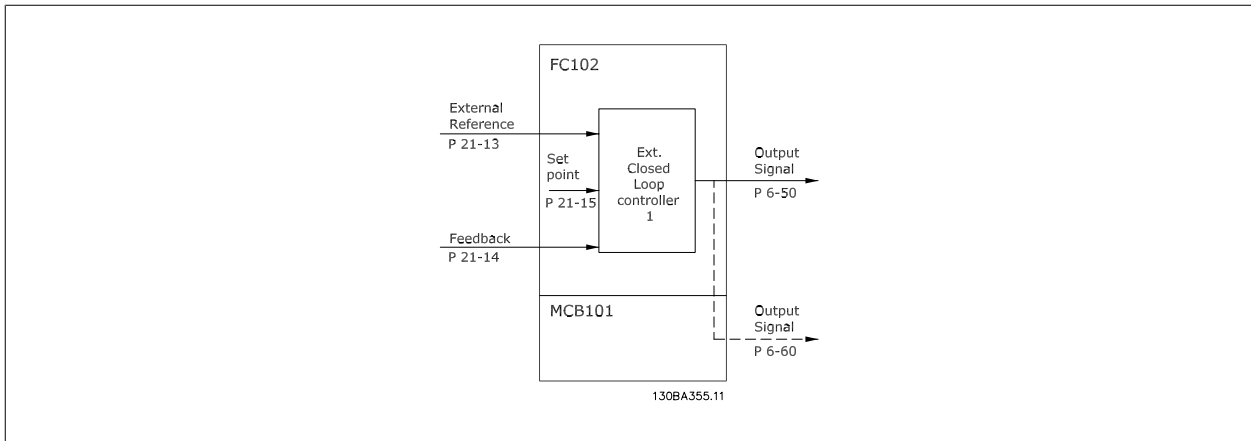 FC102
External
Reference
P 21-13
Set
point
P 21-15
Feedback
P 21-14
Ext.
Closed
Loop
controller
1
Output
Signal
P 6-50
MCB101
Output
Signal
P 6-60
130BA355.11